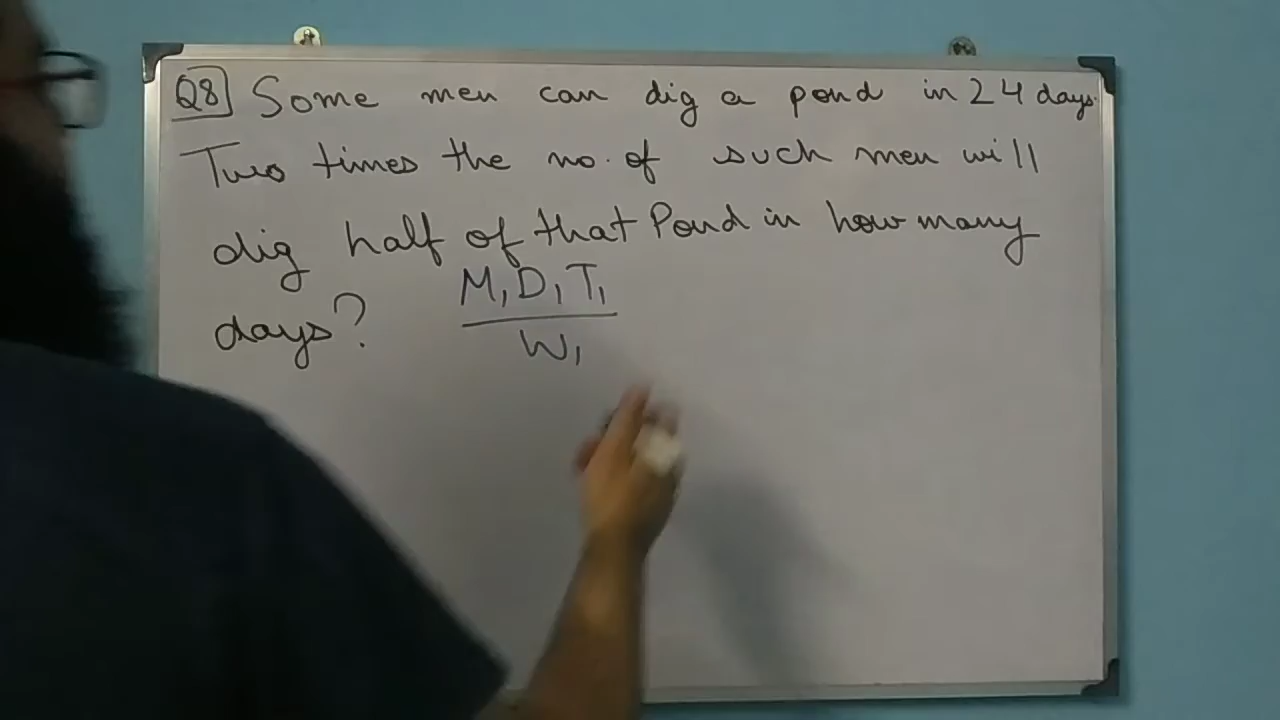 Q8 Some men can dig a pond in 24 days.
Two times the no. of such men will
dig half of that Pond in how many
days?
M₁D₁T₁
W₁